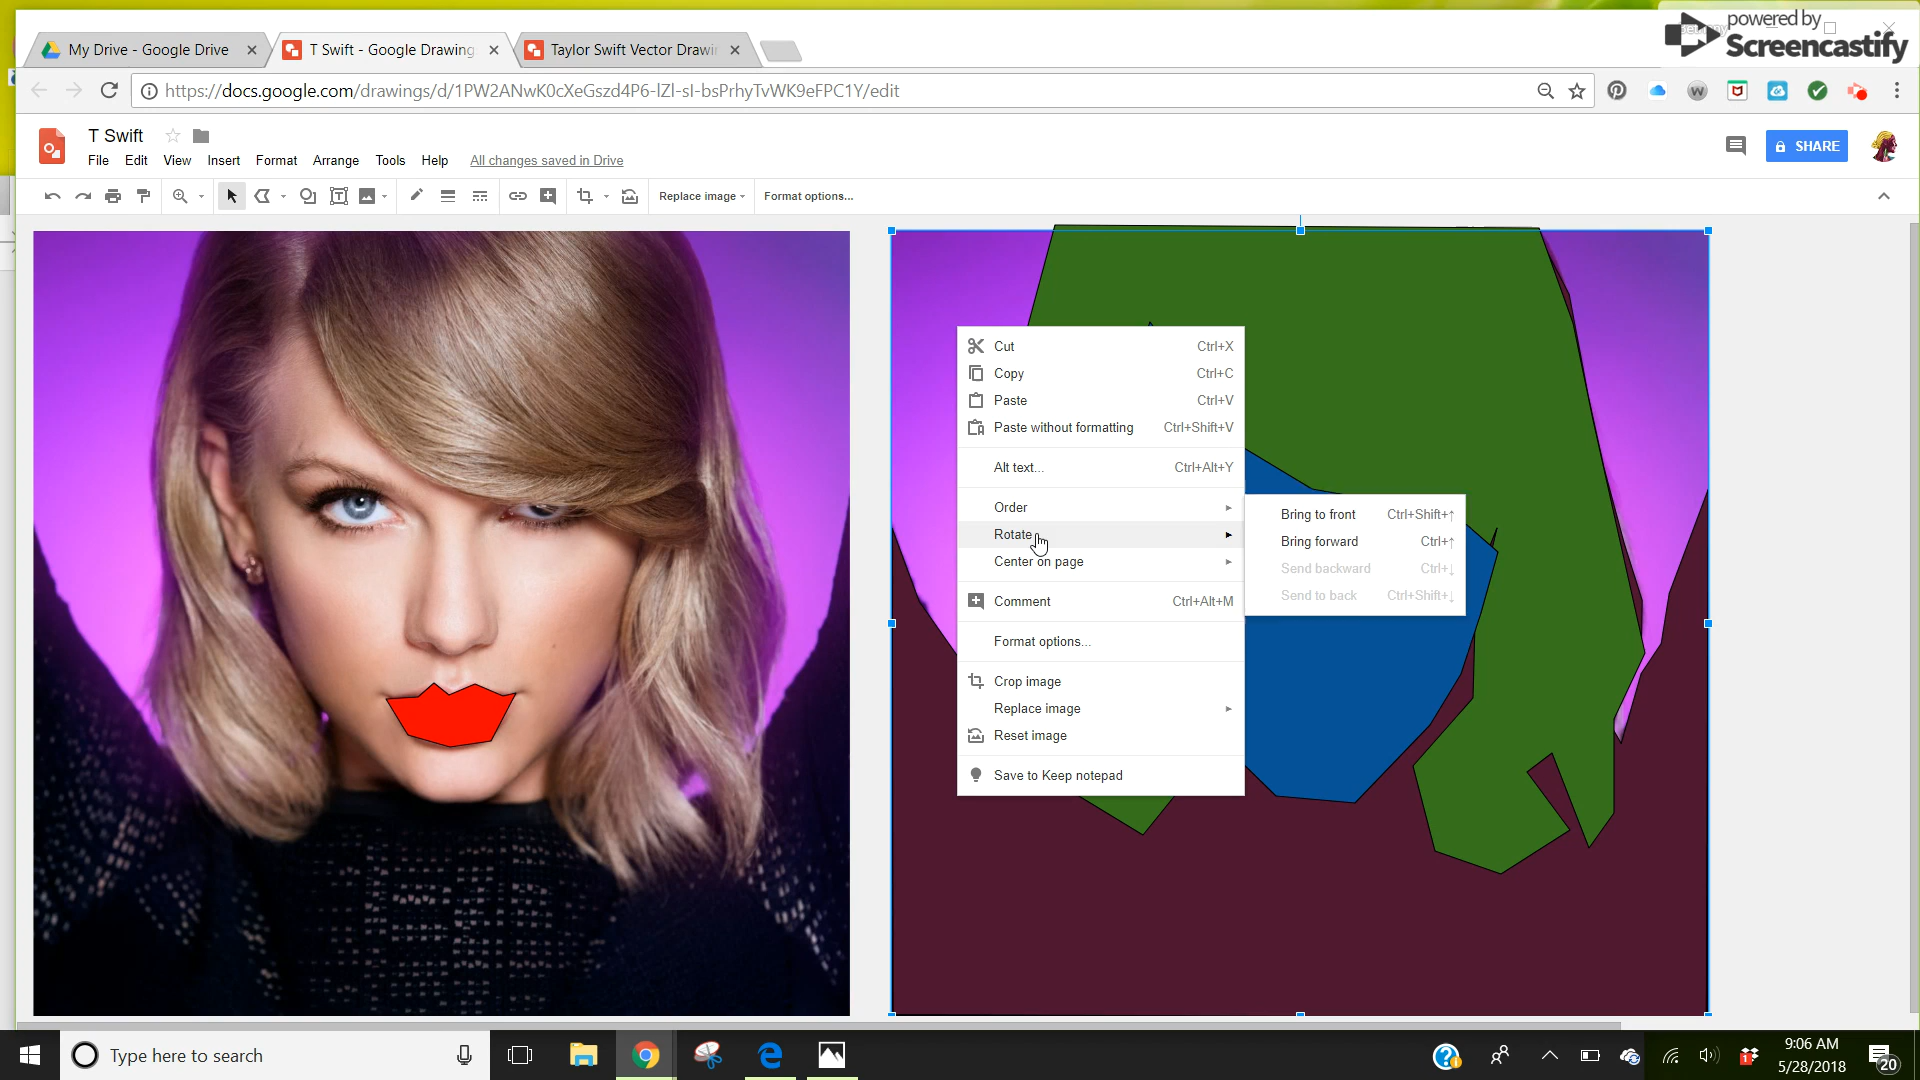 powered by
Screencastify
My Drive - Google Drive
T Swift - Google Drawing
Taylor Swift Vector Drawi
https://docs.google.com/drawings/d/1PW2ANwK0cXeGszd4P6-IZl-sI-bsPrhyTvWK9eFPC1Y/edit
T Swift
File Edit View Insert Format Arrange Tools Help All changes saved in Drive
SHARE
Replace image
Format options...
Cut Ctrl+X
Copy Ctrl+C
Paste Ctrl+V
Paste without formatting Ctrl+Shift+V
Alt text... Ctrl+Alt+Y
Order
Rotate
Center on page
Bring to front Ctrl+Shift+↑
Bring forward Ctrl+↑
Send backward Ctrl+↓
Send to back Ctrl+Shift+↓
Comment Ctrl+Alt+M
Format options...
Crop image
Replace image
Reset image
Save to Keep notepad
Type here to search
9:06 AM
5/28/2018
20